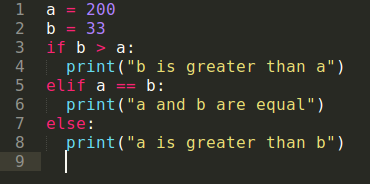 1 a = 200
2 b = 33
3 if b > a:
4   print("b is greater than a")
5 elif a == b:
6   print("a and b are equal")
7 else:
8   print("a is greater than b")
9